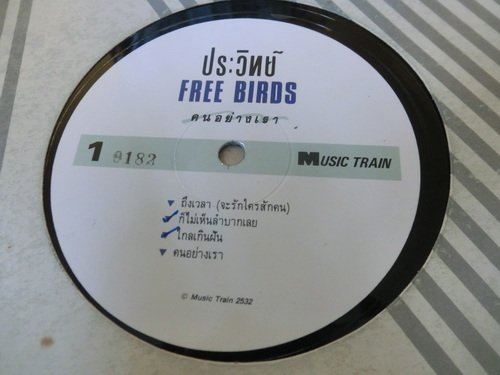 ประวิทย์
FREE BIRDS
คนอย่างเรา
1 9182 MUSIC TRAIN
ถึงเวลา (จะรักใครสักคน)
ก็ไม่เห็นลำบากเลย
ไกลเกินฝัน
คนอย่างเรา
© Music Train 2532